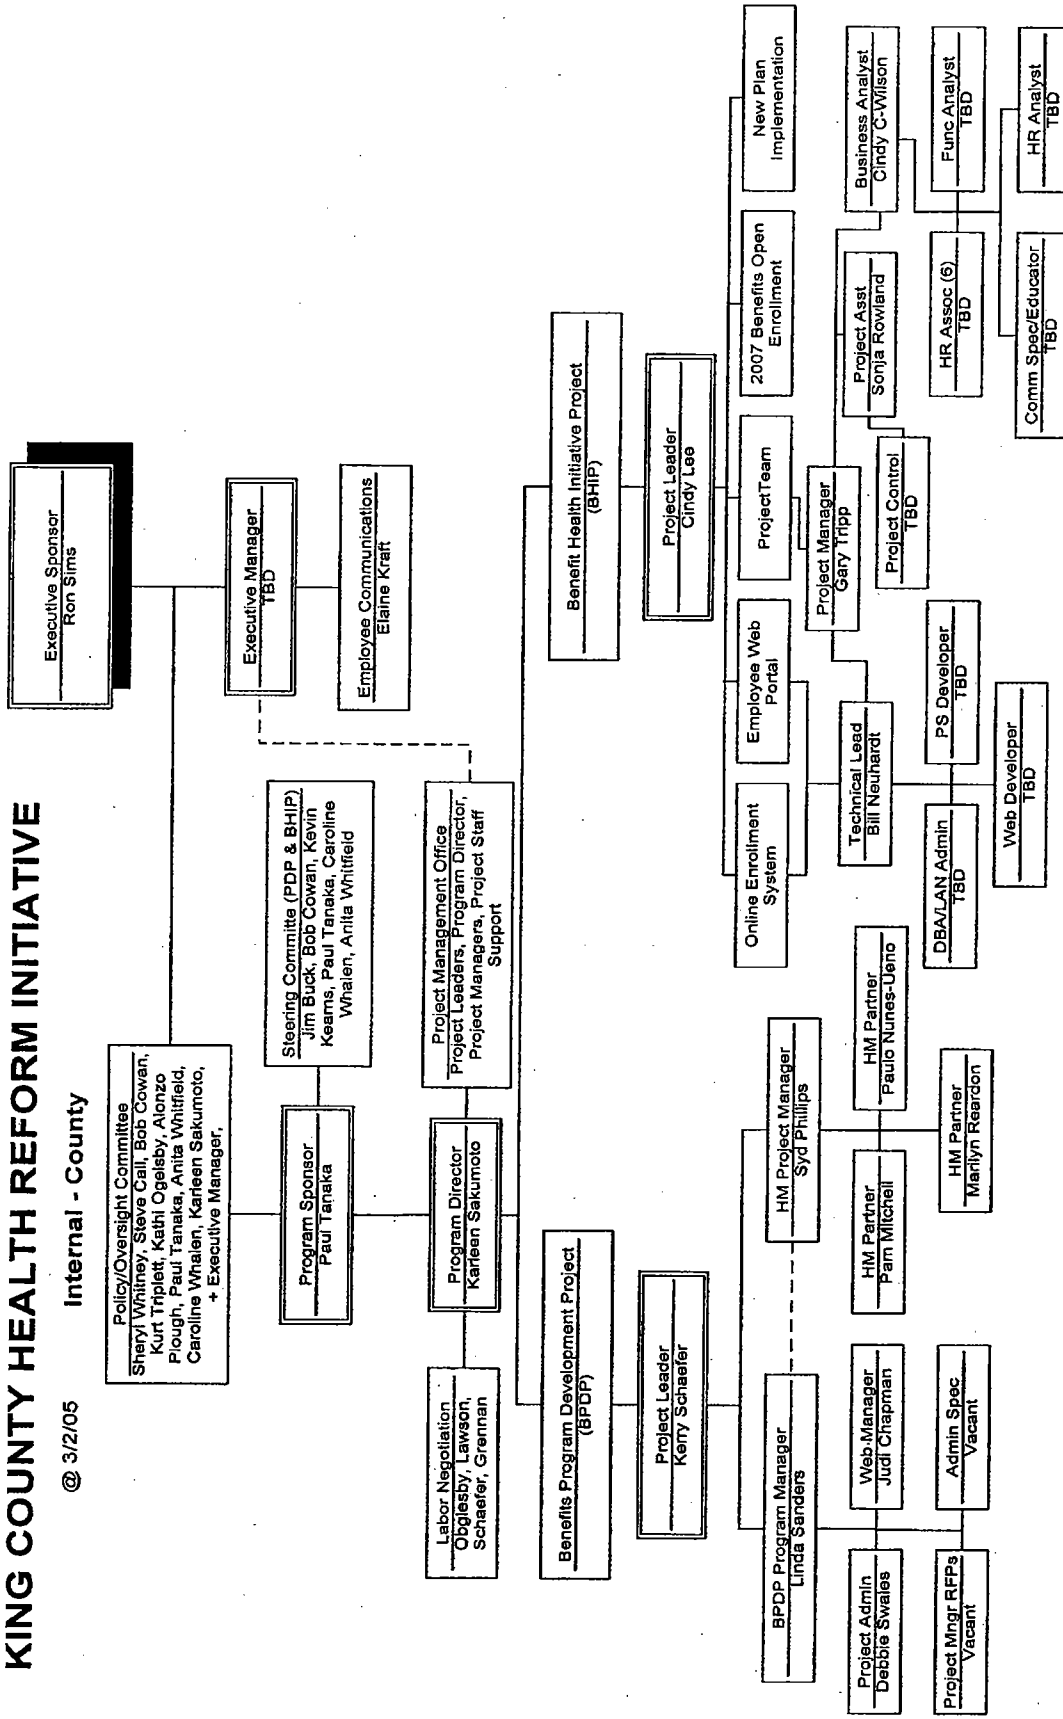 KING COUNTY HEALTH REFORM INITIATIVE
@ 3/2/05
Internal - County
Executive Sponsor
Ron Sims
Policy/Oversight Committee
Sheryl Whitney, Steve Call, Bob Cowan,
Kurt Triplett, Kathi Ogelsby, Alonzo
Plough, Paul Tanaka, Anita Whitfield,
Caroline Whalen, Karleen Sakumoto,
+ Executive Manager,
Executive Manager
TBD
Program Sponsor
Paul Tanaka
Steering Committe (PDP & BHIP)
Jim Buck, Bob Cowan, Kevin
Kearns, Paul Tanaka, Caroline
Whalen, Anita Whitfield
Employee Communications
Elaine Kraft
Labor Negotiation
Obglesby, Lawson,
Schaefer, Grennan
Program Director
Karleen Sakumoto
Project Management Office
Project Leaders, Program Director,
Project Managers, Project Staff
Support
Benefits Program Development Project
(BPDP)
Benefit Health Initiative Project
(BHIP)
Project Leader
Kerry Schaefer
Project Leader
Cindy Lee
BPDP Program Manager
Linda Sanders
HM Project Manager
Syd Phillips
Online Enrollment
System
Employee Web
Portal
ProjectTeam
2007 Benefits Open
Enrollment
New Plan
Implementation
Project Manager
Gary Tripp
Project Admin
Debbie Swales
Web-Manager
Judi Chapman
HM Partner
Pam Mitchell
HM Partner
Paulo Nunes-Ueno
Technical Lead
Bill Neuhardt
Project Asst
Sonja Rowland
Business Analyst
Cindy C-Wilson
Project Control
TBD
Project Mngr RFPs
Vacant
Admin Spec
Vacant
HM Partner
Marilyn Reardon
DBA/LAN Admin
TBD
PS Developer
TBD
HR Assoc (6)
TBD
Func Analyst
TBD
Web Developer
TBD
Comm Spec/Educator
TBD
HR Analyst
TBD